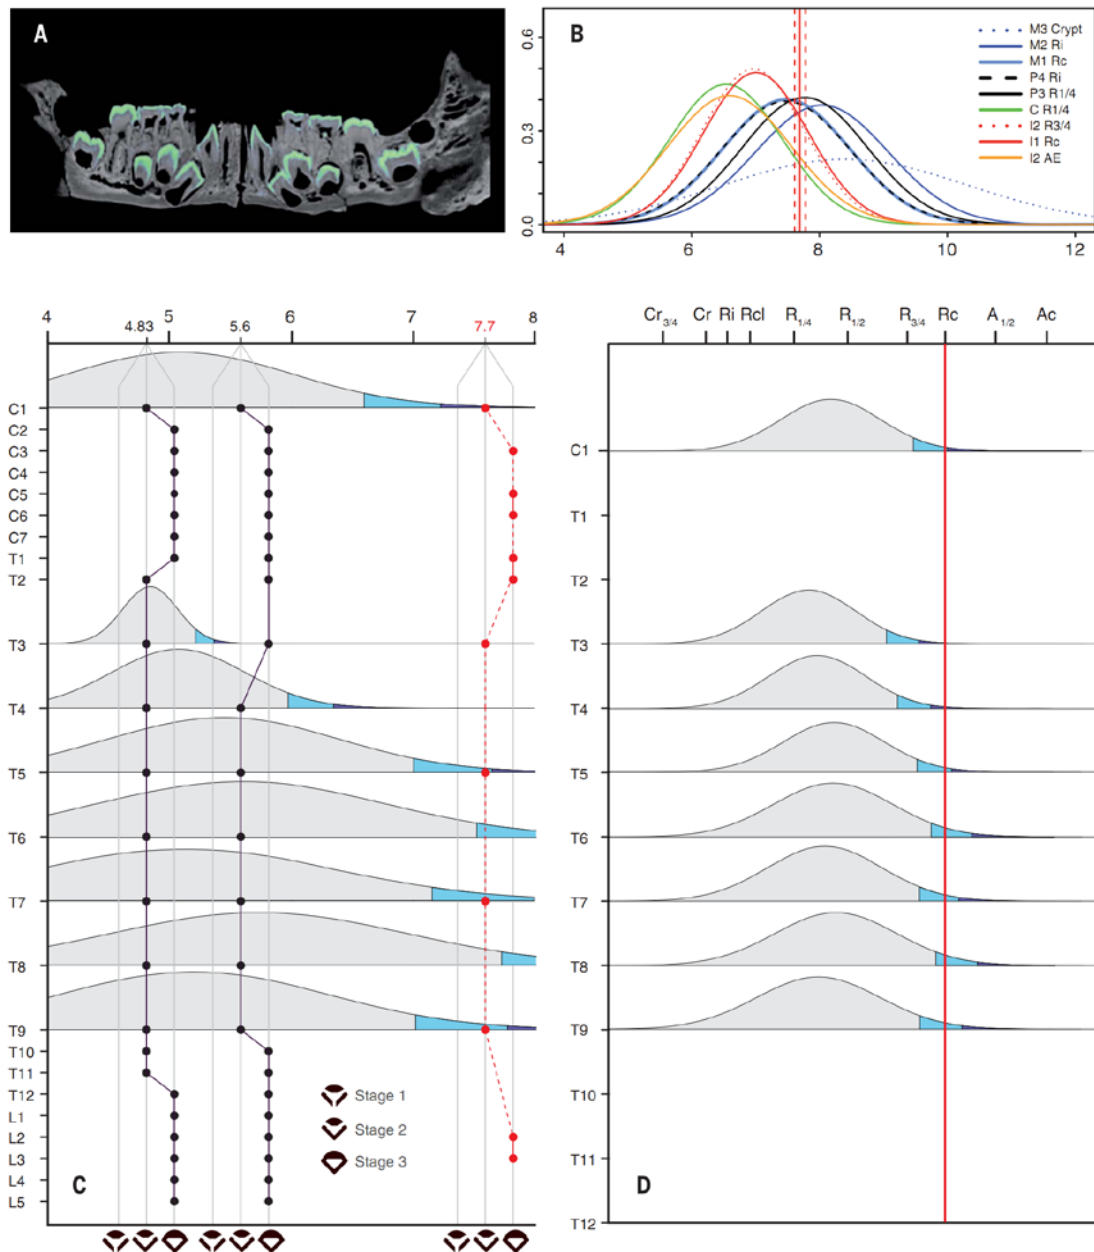 A
B
0.6
0.3
0.0
4 6 8 10 12
M3 Crypt
M2 Ri
M1 Rc
P4 Ri
P3 R1/4
C R1/4
I2 R3/4
I1 Rc
I2 AE
4 5 6 7 8
4.83 5.6 7.7
C1
C2
C3
C4
C5
C6
C7
T1
T2
T3
T4
T5
T6
T7
T8
T9
T10
T11
T12
L1
L2
L3
L4
L5
Stage 1
Stage 2
Stage 3
C
Cr3/4 Cr Ri Rcl R1/4 R1/2 R3/4 Rc A1/2 Ac
C1
T1
T2
T3
T4
T5
T6
T7
T8
T9
T10
T11
T12
D